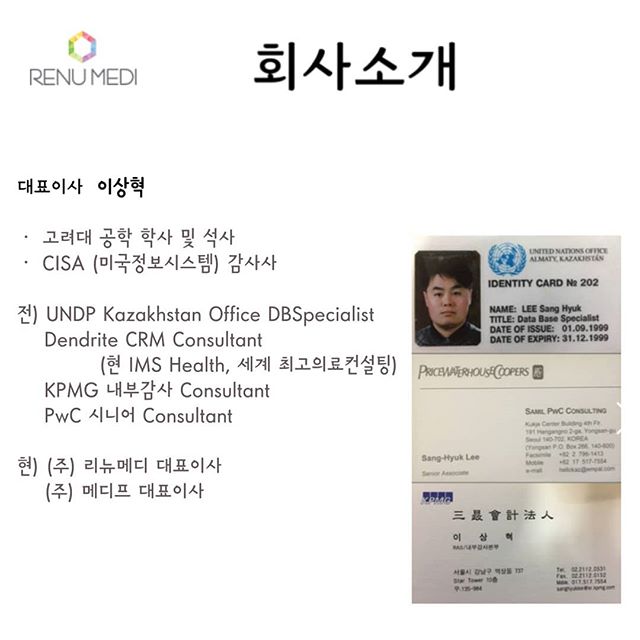 RENU MEDI
회사소개
대표이사 이상혁
· 고려대 공학 학사 및 석사
· CISA (미국정보시스템) 감사사
전) UNDP Kazakhstan Office DBSpecialist
Dendrite CRM Consultant
(현 IMS Health, 세계 최고의료컨설팅)
KPMG 내부감사 Consultant
PwC 시니어 Consultant
현) (주) 리뉴메디 대표이사
(주) 메디프 대표이사
UNITED NATIONS OFFICE
ALMATY, KAZAKHSTAN
IDENTITY CARD № 202
NAME: LEE Sang Hyuk
TITLE: Data Base Specialist
DATE OF ISSUE: 01.09.1999
DATE OF EXPIRY: 31.12.1999
PRICEWATERHOUSECOOPERS
SAMIL PWC CONSULTING
Kukje Center Building 4th Flr.
191 Hangangno 2-ga, Yongsan-gu
Seoul 140-702, KOREA
(Yongsan P.O. Box 266, 140-600)
Sang-Hyuk Lee
Facsimile +82 2 796-1413
Senior Associate
Mobile +82 17 517-7554
e-mail
KPMG
三晸會計法人
이 상 혁
RAS/내부감사본부
서울시 강남구 역삼동 737
Star Tower 10층
우.135-984
Tel. 02.2112.0331
Fax. 02.2112.0152
Mobile 017.517.7554